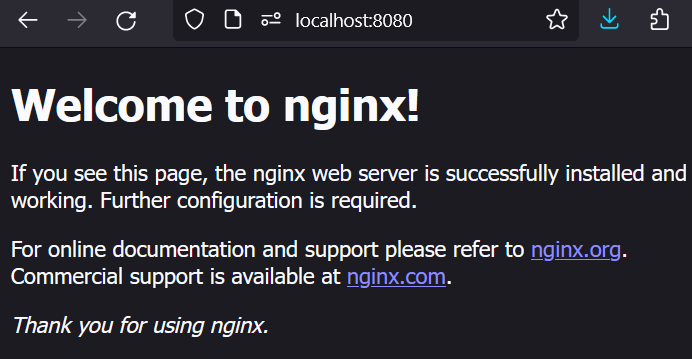 localhost:8080
Welcome to nginx!
If you see this page, the nginx web server is successfully installed and
working. Further configuration is required.
For online documentation and support please refer to nginx.org.
Commercial support is available at nginx.com.
Thank you for using nginx.